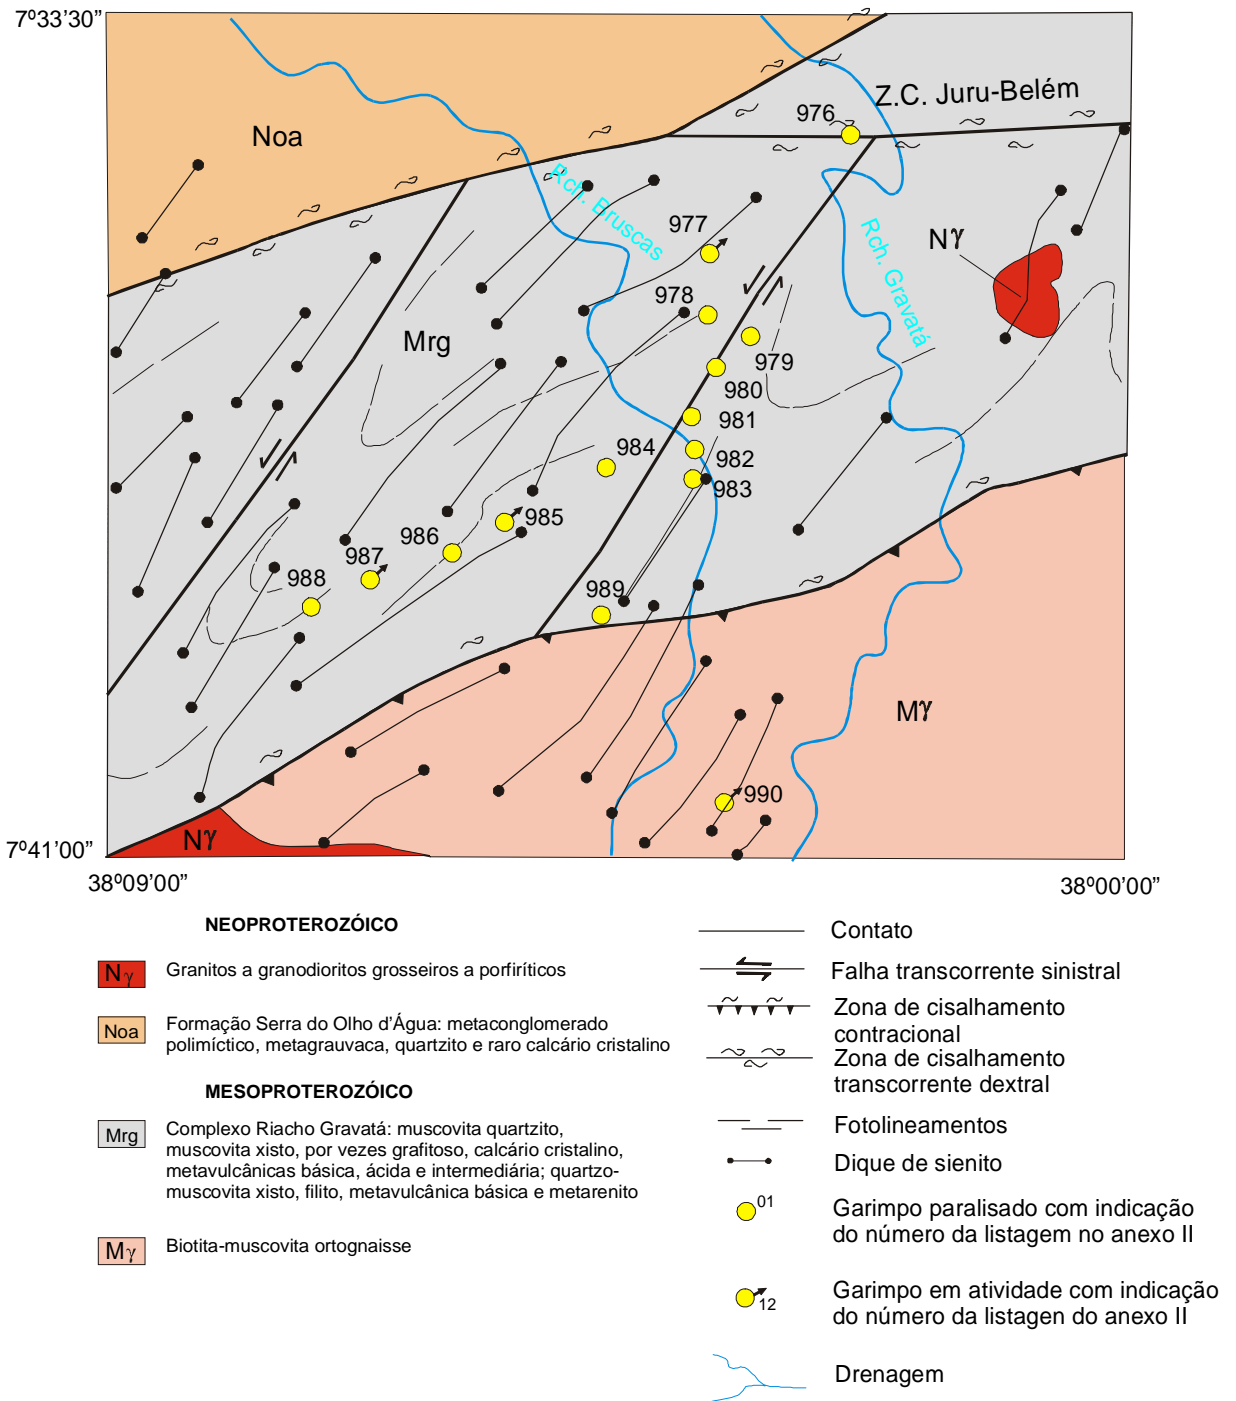 7º33'30"
Z.C. Juru-Belém
976
Noa
Rch. Bruscas
977
Rch. Gravatá
Nγ
978
Mrg
979
980
981
984
982
983
985
986
987
988
989
Mγ
990
Nγ
7º41'00"
38º09'00"
38º00'00"
NEOPROTEROZÓICO
Nγ
Granitos a granodioritos grosseiros a porfiríticos
Noa
Formação Serra do Olho d'Água: metaconglomerado
polimíctico, metagrauvaca, quartzito e raro calcário cristalino
MESOPROTEROZÓICO
Mrg
Complexo Riacho Gravatá: muscovita quartzito,
muscovita xisto, por vezes grafitoso, calcário cristalino,
metavulcânicas básica, ácida e intermediária; quartzo-
muscovita xisto, filito, metavulcânica básica e metarenito
Mγ
Biotita-muscovita ortognaisse
Contato
Falha transcorrente sinistral
Zona de cisalhamento
contracional
Zona de cisalhamento
transcorrente dextral
Fotolineamentos
Dique de sienito
01
Garimpo paralisado com indicação
do número da listagem no anexo II
12
Garimpo em atividade com indicação
do número da listagen do anexo II
Drenagem